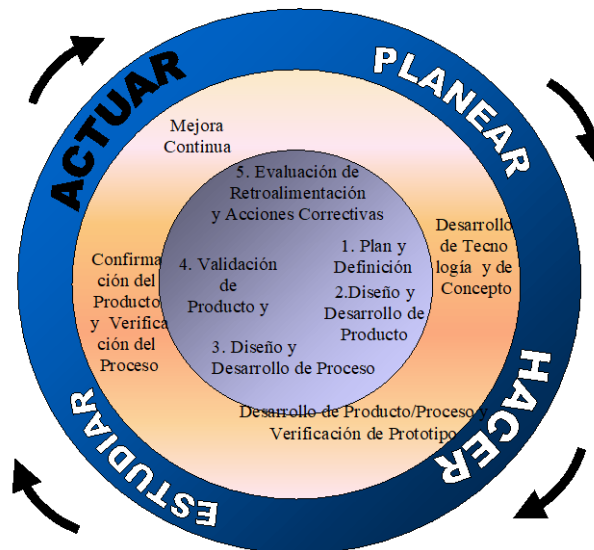 ACTUAR
PLANEAR
HACER
ESTUDIAR
Mejora
Continua
Desarrollo
de Tecno
logía y de
Concepto
Desarrollo de Producto/Proceso y
Verificación de Prototipo
Confirma
ción del
Producto
y Verifica
ción del
Proceso
5. Evaluación de
Retroalimentación
y Acciones Correctivas
1. Plan y
Definición
2.Diseño y
Desarrollo de
Producto
3. Diseño y
Desarrollo de Proceso
4. Validación
de
Producto y